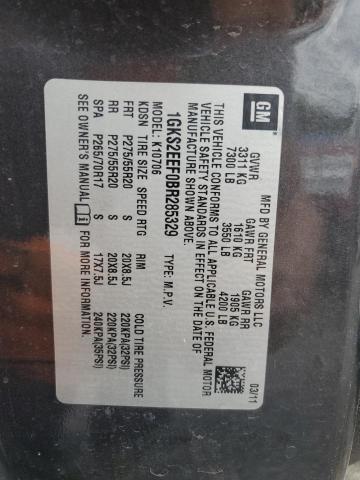 GM
MFD BY GENERAL MOTORS LLC
03/11
GVWR GAWR FRT GAWR RR
3311 KG 1610 KG 1905 KG
7300 LB 3550 LB 4200 LB
THIS VEHICLE CONFORMS TO ALL APPLICABLE U.S. FEDERAL MOTOR
VEHICLE SAFETY STANDARDS IN EFFECT ON THE DATE OF
MANUFACTURE SHOWN ABOVE.
1GKS2EEF0BR285329 TYPE: M.P.V.
MODEL: K10706
KDSN TIRE SIZE SPEED RTG RIM COLD TIRE PRESSURE
FRT P275/55R20 S 20X8.5J 220KPA(32PSI)
RR P275/55R20 S 20X8.5J 220KPA(32PSI)
SPA P265/70R17 S 17X7.5J 240KPA(35PSI)
SEE OWNER'S MANUAL FOR MORE INFORMATION.